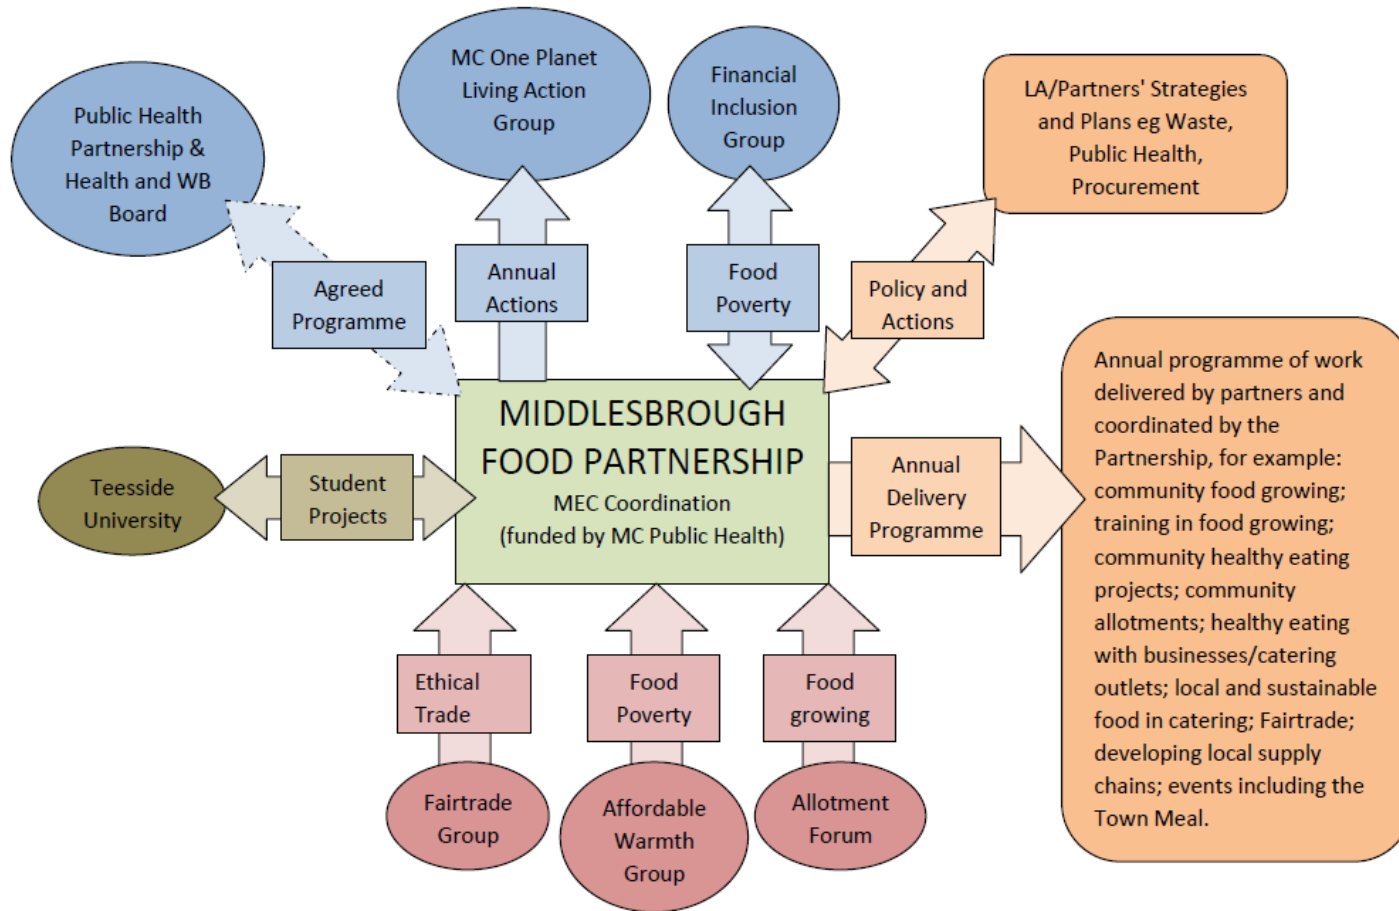 Public Health
Partnership &
Health and WB
Board
MC One Planet
Living Action
Group
Financial
Inclusion
Group
LA/Partners' Strategies
and Plans eg Waste,
Public Health,
Procurement
Agreed
Programme
Annual
Actions
Food
Poverty
Policy and
Actions
MIDDLESBROUGH
FOOD PARTNERSHIP
MEC Coordination
(funded by MC Public Health)
Teesside
University
Student
Projects
Annual
Delivery
Programme
Annual programme of work
delivered by partners and
coordinated by the
Partnership, for example:
community food growing;
training in food growing;
community healthy eating
projects; community
allotments; healthy eating
with businesses/catering
outlets; local and sustainable
food in catering; Fairtrade;
developing local supply
chains; events including the
Town Meal.
Ethical
Trade
Food
Poverty
Food
growing
Fairtrade
Group
Affordable
Warmth
Group
Allotment
Forum